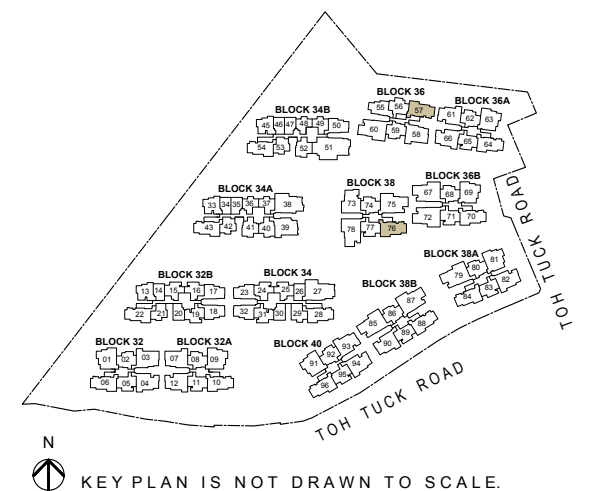 BLOCK 36
55 56 57
BLOCK 36A
61 62 63
60 59 58
66 65 64
BLOCK 34B
45 46 47 48 49 50
54 53 52 51
BLOCK 34A
33 34 35 36 37 38
43 42 41 40 39
BLOCK 38
73 74 75
78 77 76
BLOCK 36B
67 68 69
72 71 70
BLOCK 38A
79 80 81
84 83 82
TOH TUCK ROAD
BLOCK 32B
13 14 15 16 17
22 21 20 19 18
BLOCK 34
23 24 25 26 27
32 31 30 29 28
BLOCK 38B
85 86 87
90 89 88
BLOCK 32
01 02 03
06 05 04
BLOCK 32A
07 08 09
12 11 10
BLOCK 40
91 92 93
96 95 94
TOH TUCK ROAD
N
KEY PLAN IS NOT DRAWN TO SCALE.